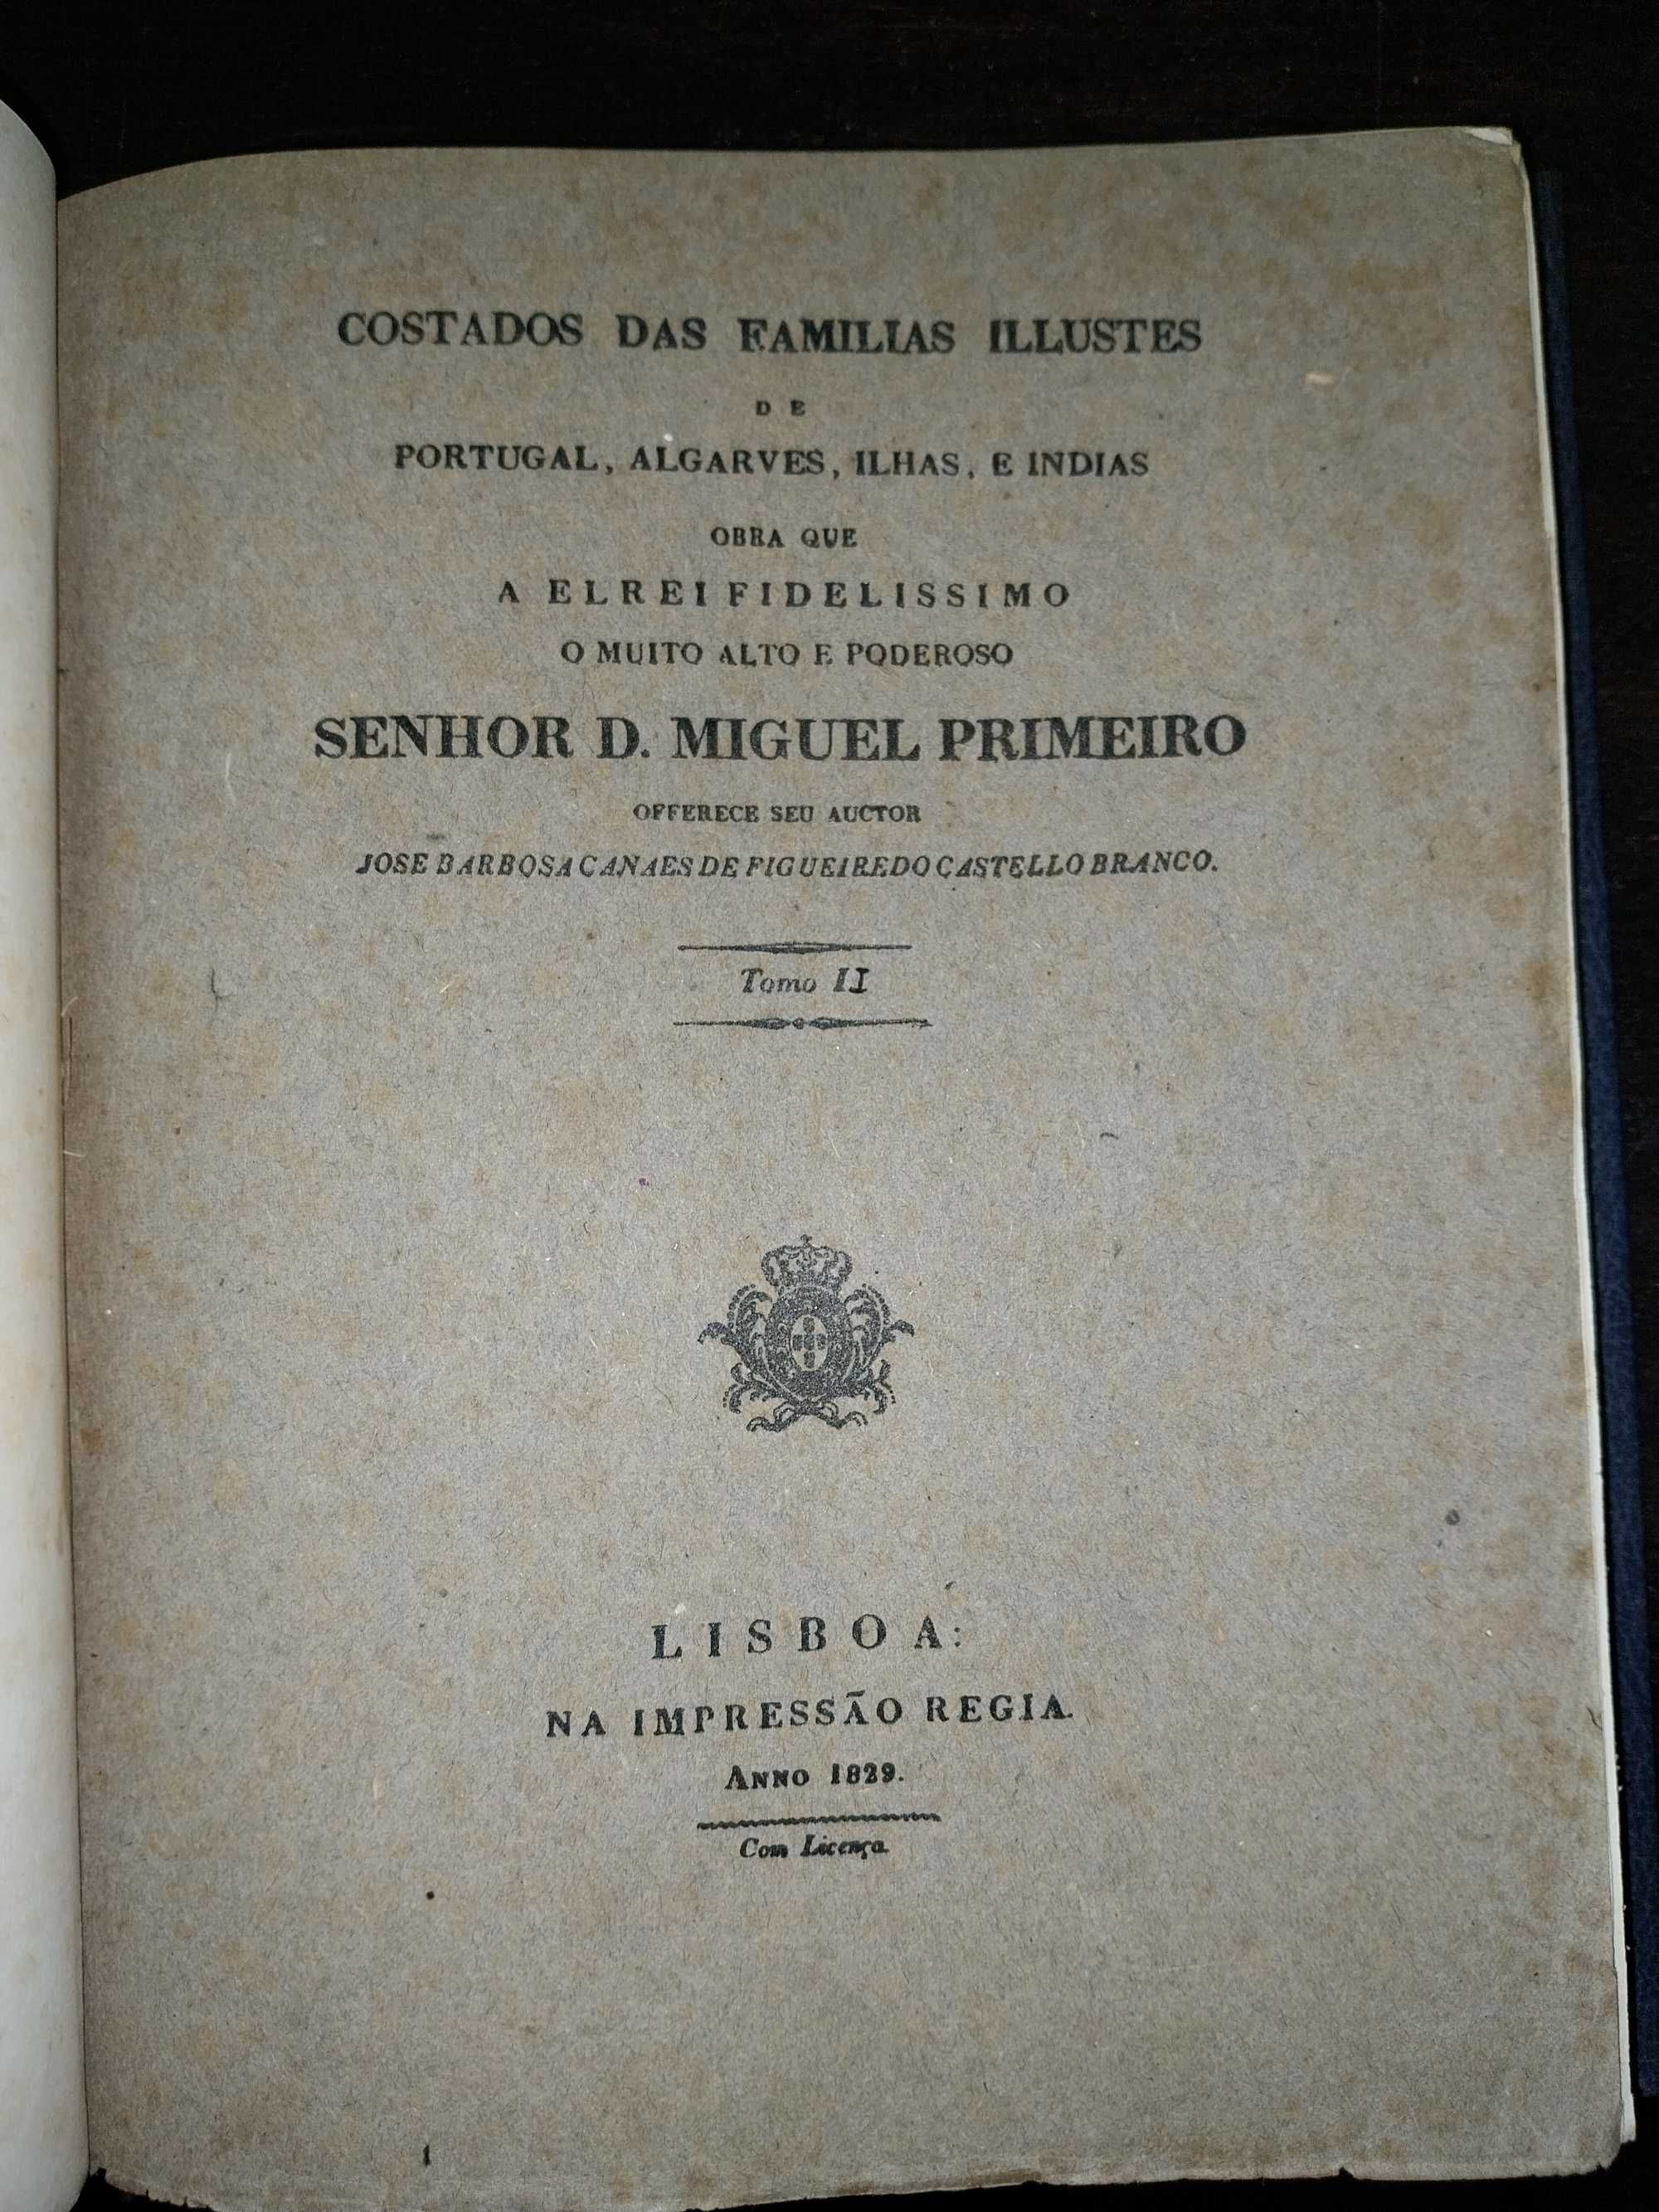 COSTADOS DAS FAMILIAS ILLUSTES
DE
PORTUGAL, ALGARVES, ILHAS, E INDIAS
OBRA QUE
A ELREI FIDELISSIMO
O MUITO ALTO E PODEROSO
SENHOR D. MIGUEL PRIMEIRO
OFFERECE SEU AUCTOR
JOSE BARBOSA CANAES DE FIGUEIREDO CASTELLO BRANCO.
Tomo II
LISBOA:
NA IMPRESSÃO REGIA.
ANNO 1829.
Com Licença.